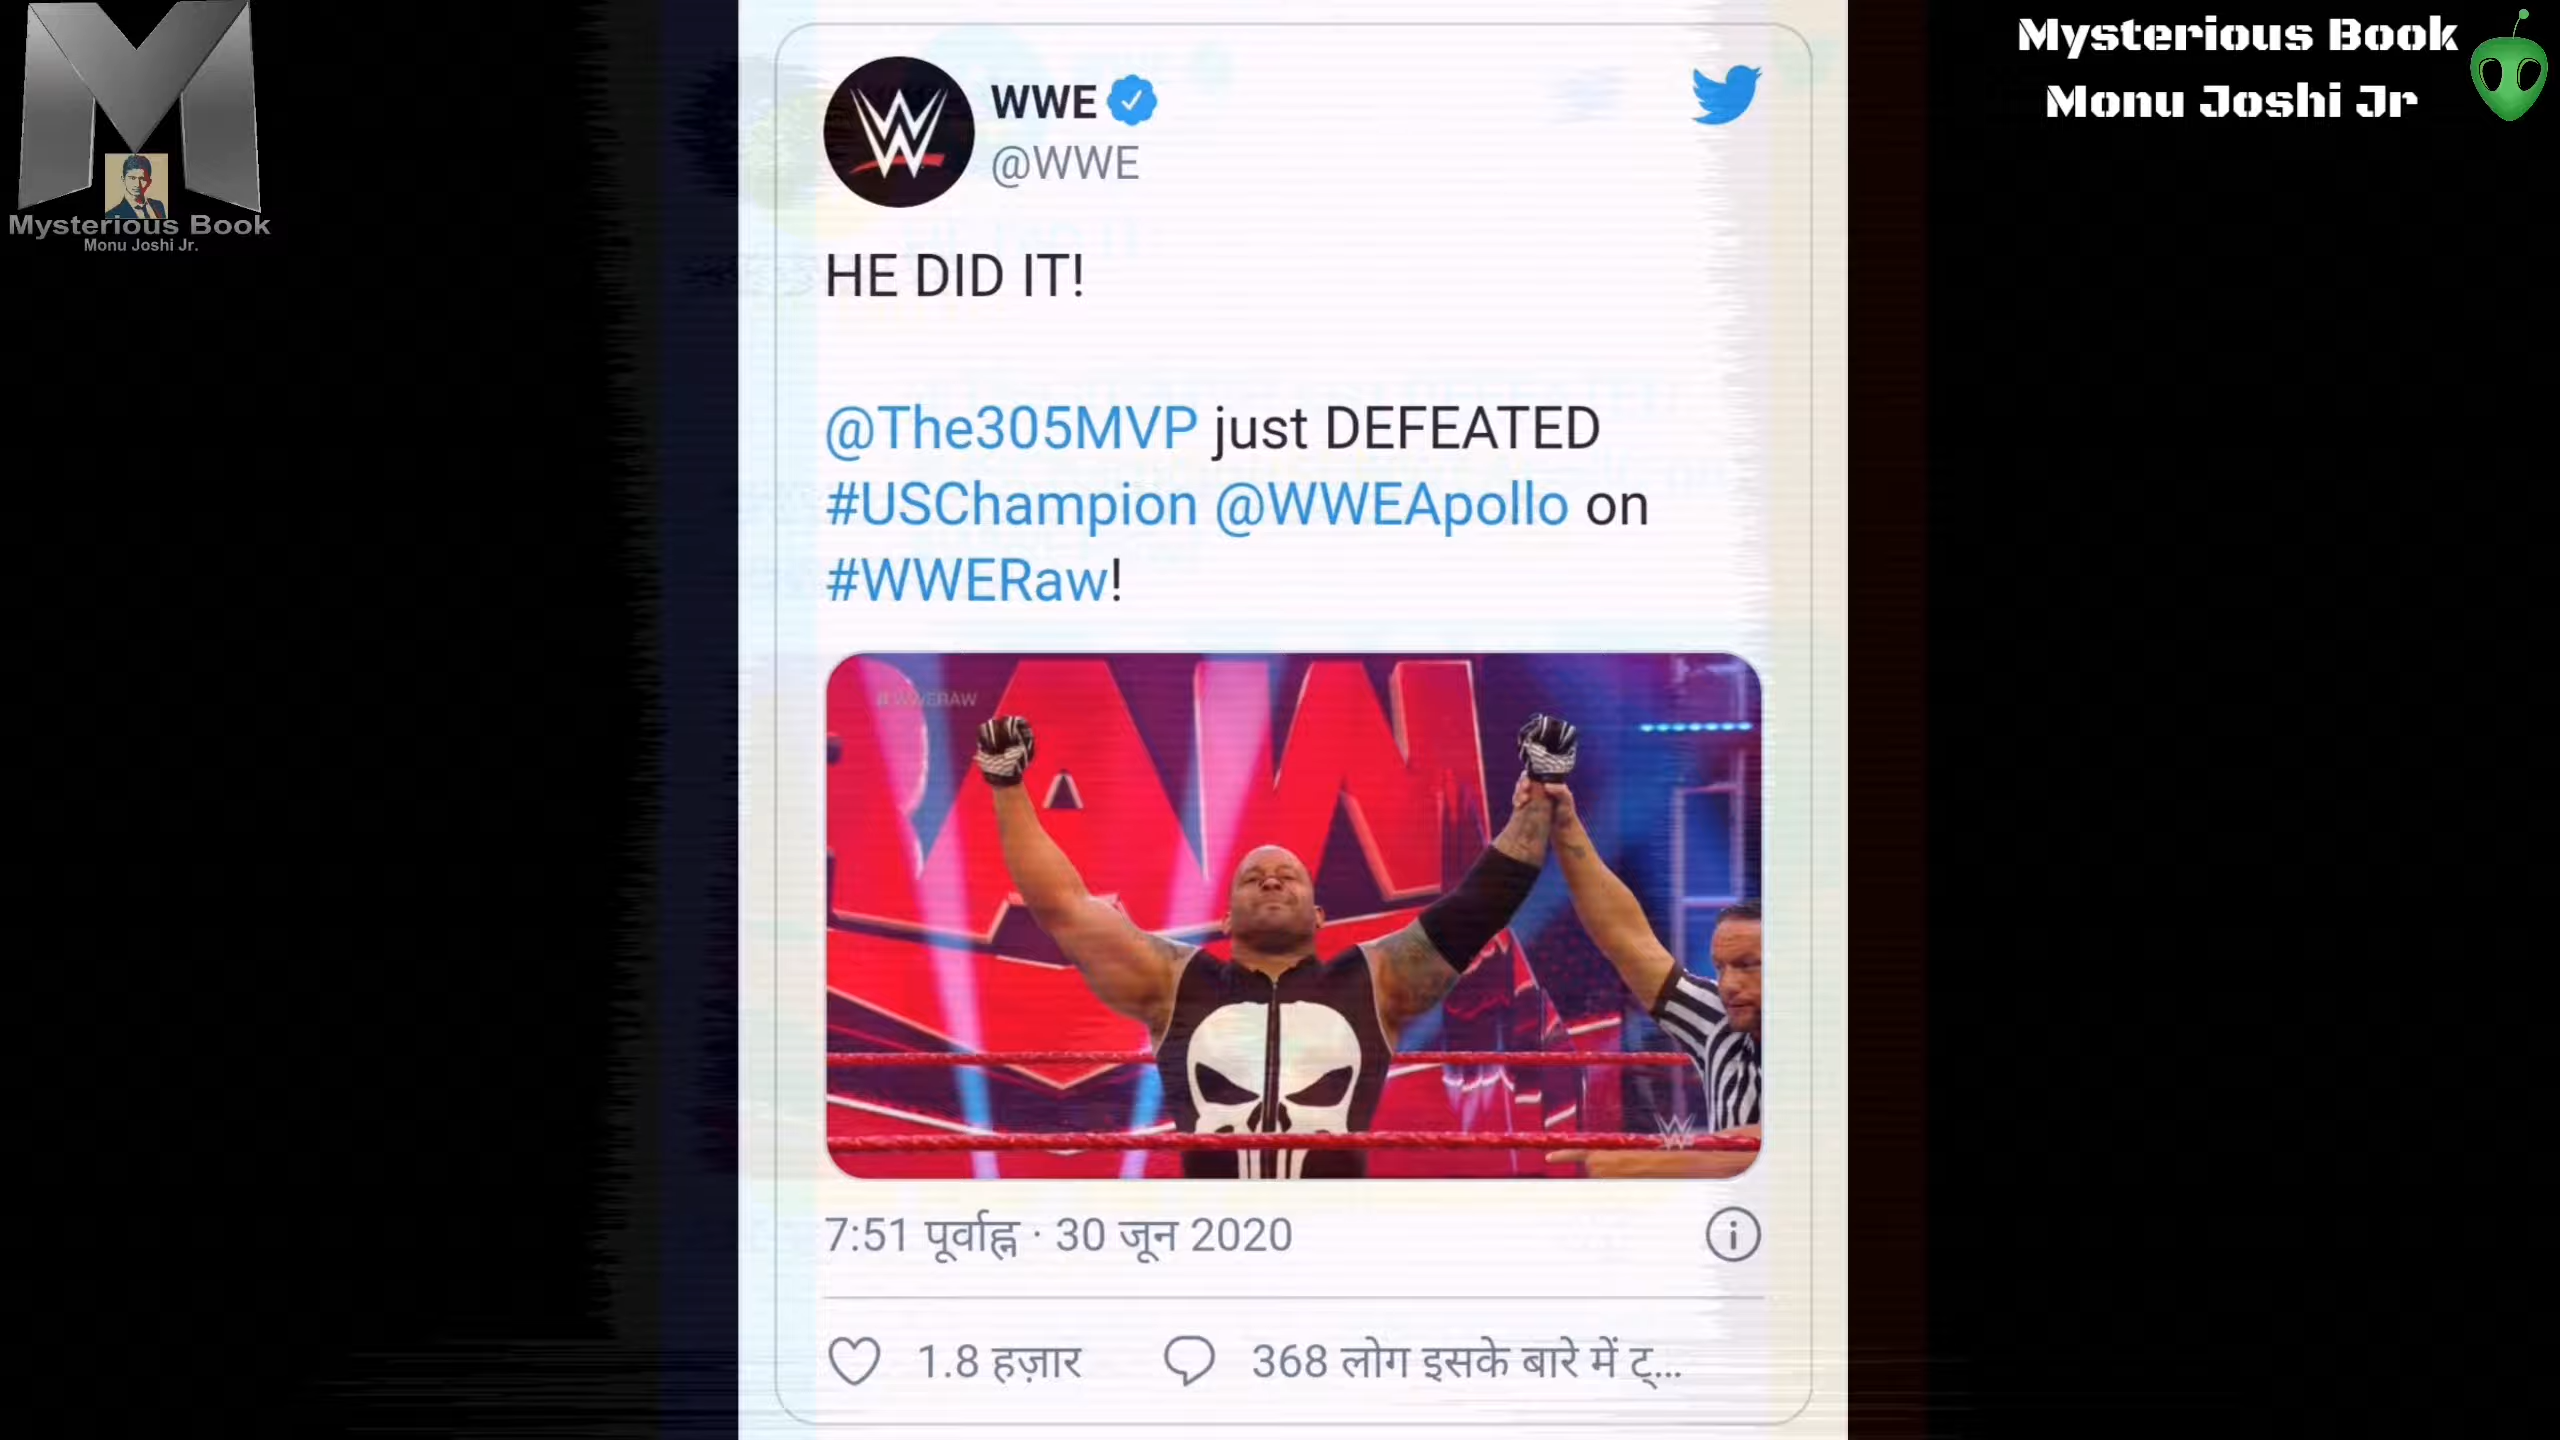 Mysterious Book
Monu Joshi Jr.
Mysterious Book
Monu Joshi Jr
WWE
@WWE
HE DID IT!
@The305MVP just DEFEATED
#USChampion @WWEApollo on
#WWERaw!
#WWERAW
RAW
7:51 पूर्वाह्न · 30 जून 2020
1.8 हज़ार
368 लोग इसके बारे में ट्...